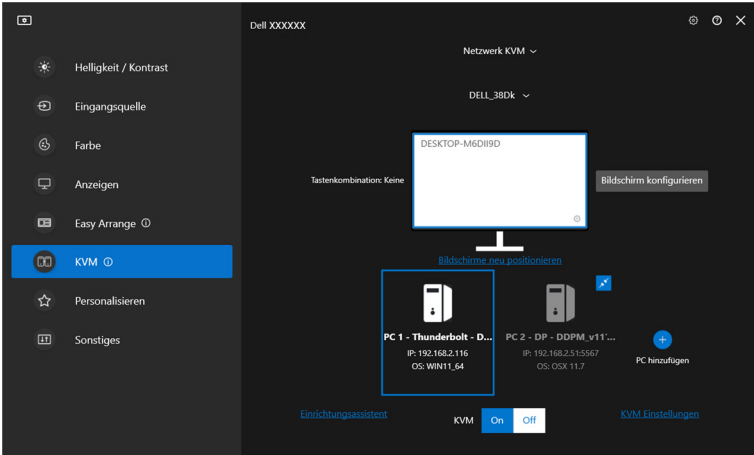 Dell XXXXXX
Helligkeit / Kontrast
Eingangsquelle
Farbe
Anzeigen
Easy Arrange
KVM
Personalisieren
Sonstiges
Netzwerk KVM
DELL_38Dk
DESKTOP-M6DII9D
Tastenkombination: Keine
Bildschirm konfigurieren
Bildschirme neu positionieren
PC 1 - Thunderbolt - D...
IP: 192.168.2.116
OS: WIN11_64
PC 2 - DP - DDPM_v11'...
IP: 192.168.2.51:5567
OS: OSX 11.7
PC hinzufügen
Einrichtungsassistent
KVM
On
Off
KVM Einstellungen